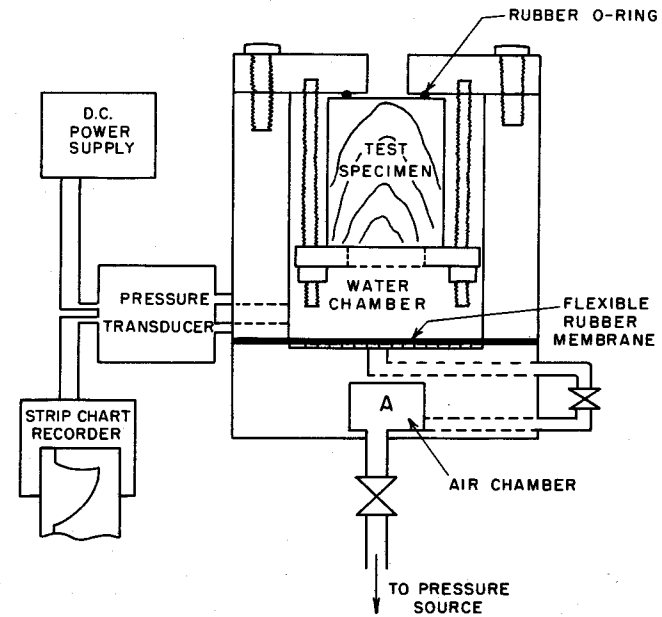 RUBBER O-RING
D.C.
POWER
SUPPLY
TEST
SPECIMEN
WATER
CHAMBER
PRESSURE
TRANSDUCER
FLEXIBLE
RUBBER
MEMBRANE
STRIP CHART
RECORDER
A
AIR CHAMBER
TO PRESSURE
SOURCE